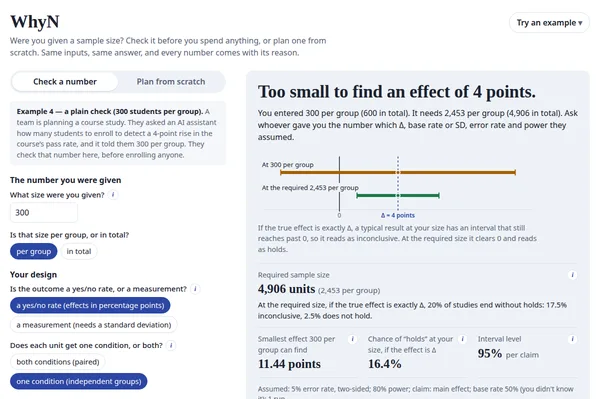 WhyN
Try an example ▾
Were you given a sample size? Check it before you spend anything, or plan one from
scratch. Same inputs, same answer, and every number comes with its reason.
Check a number
Plan from scratch
Example 4 — a plain check (300 students per group). A
team is planning a course study. They asked an AI assistant
how many students to enroll to detect a 4-point rise in the
course's pass rate, and it told them 300 per group. They
check that number here, before enrolling anyone.
The number you were given
What size were you given? i
300
Is that size per group, or in total?
per group
in total
Your design
Is the outcome a yes/no rate, or a measurement? i
a yes/no rate (effects in percentage points)
a measurement (needs a standard deviation)
Does each unit get one condition, or both? i
both conditions (paired)
one condition (independent groups)
Too small to find an effect of 4 points.
You entered 300 per group (600 in total). It needs 2,453 per group (4,906 in total). Ask
whoever gave you the number which Δ, base rate or SD, error rate and power they
assumed.
At 300 per group
At the required 2,453 per group
0
Δ = 4 points
If the true effect is exactly Δ, a typical result at your size has an interval that still
reaches past 0, so it reads as inconclusive. At the required size it clears 0 and reads
as holds.
Required sample size i
4,906 units (2,453 per group)
At the required size, if the true effect is exactly Δ, 20% of studies end without holds: 17.5%
inconclusive, 2.5% does not hold.
Smallest effect 300 per group can find i
11.44 points
Chance of "holds" at your size, if the effect is Δ i
16.4%
Interval level i
95% per claim
Assumed: 5% error rate, two-sided; 80% power; claim: main effect; base rate 50% (you didn't know